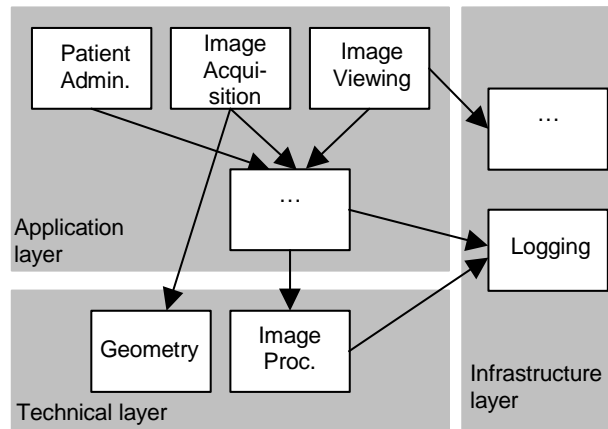 Patient
Admin.
Image
Acqui-
sition
Image
Viewing
…
…
Application
layer
Logging
Geometry
Image
Proc.
Technical layer
Infrastructure
layer